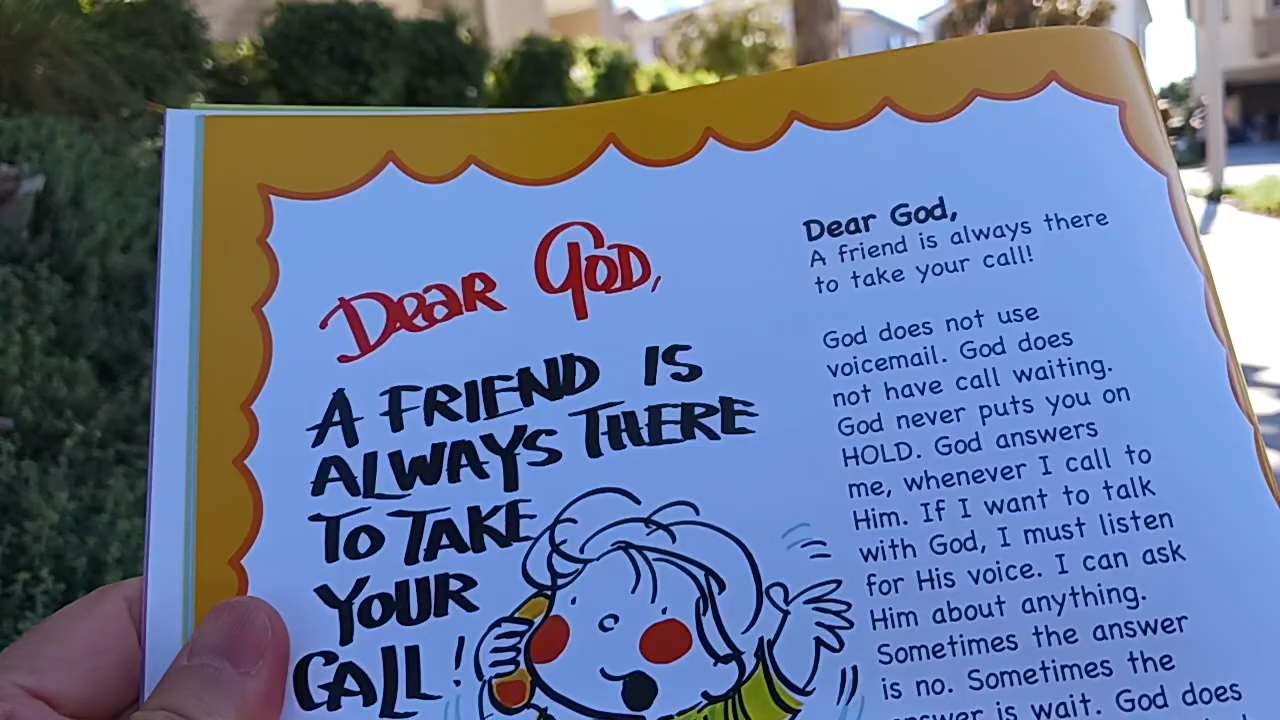 Dear God,
A FRIEND IS
ALWAYS THERE
TO TAKE
YOUR
CALL!
Dear God,
A friend is always there
to take your call!
God does not use
voicemail. God does
not have call waiting.
God never puts you on
HOLD. God answers
me, whenever I call to
Him. If I want to talk
with God, I must listen
for His voice. I can ask
Him about anything.
Sometimes the answer
is no. Sometimes the
answer is wait. God does